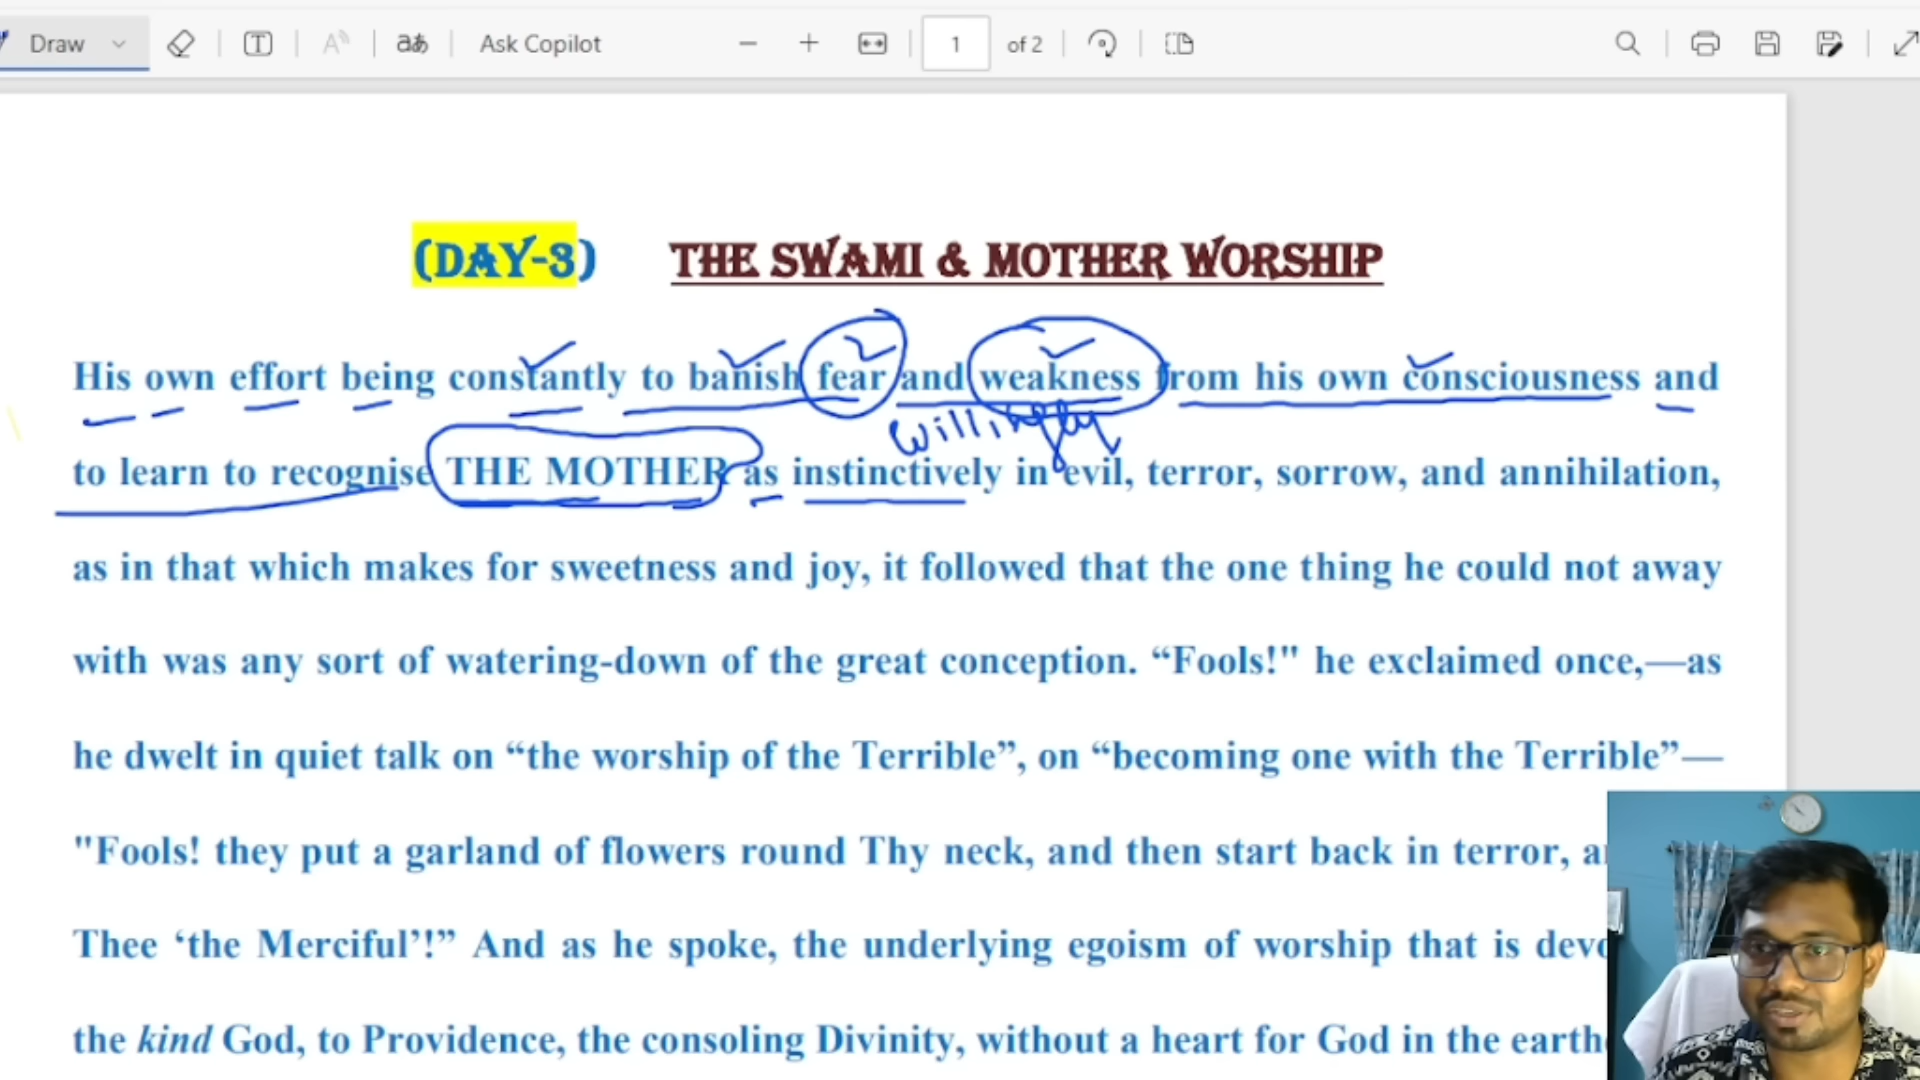 Draw aあ Ask Copilot 1 of 2
(DAY-3) THE SWAMI & MOTHER WORSHIP
His own effort being constantly to banish fear and weakness from his own consciousness and
willingly
to learn to recognise THE MOTHER as instinctively in evil, terror, sorrow, and annihilation,
as in that which makes for sweetness and joy, it followed that the one thing he could not away
with was any sort of watering-down of the great conception. “Fools!" he exclaimed once,—as
he dwelt in quiet talk on “the worship of the Terrible”, on “becoming one with the Terrible”—
"Fools! they put a garland of flowers round Thy neck, and then start back in terror,
Thee ‘the Merciful’!” And as he spoke, the underlying egoism of worship that is
the kind God, to Providence, the consoling Divinity, without a heart for God in the